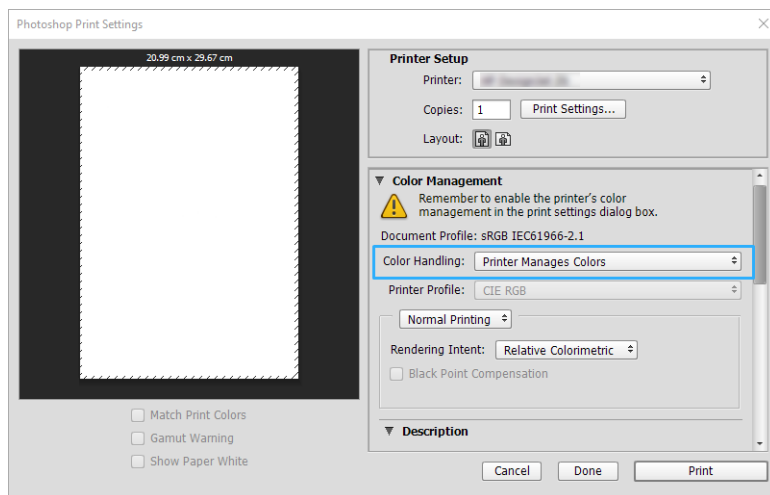 Photoshop Print Settings
20.99 cm x 29.67 cm
Match Print Colors
Gamut Warning
Show Paper White
Printer Setup
Printer:
Copies: 1 Print Settings...
Layout:
Color Management
Remember to enable the printer's color
management in the print settings dialog box.
Document Profile: sRGB IEC61966-2.1
Color Handling: Printer Manages Colors
Printer Profile: CIE RGB
Normal Printing
Rendering Intent: Relative Colorimetric
Black Point Compensation
Description
Cancel Done Print